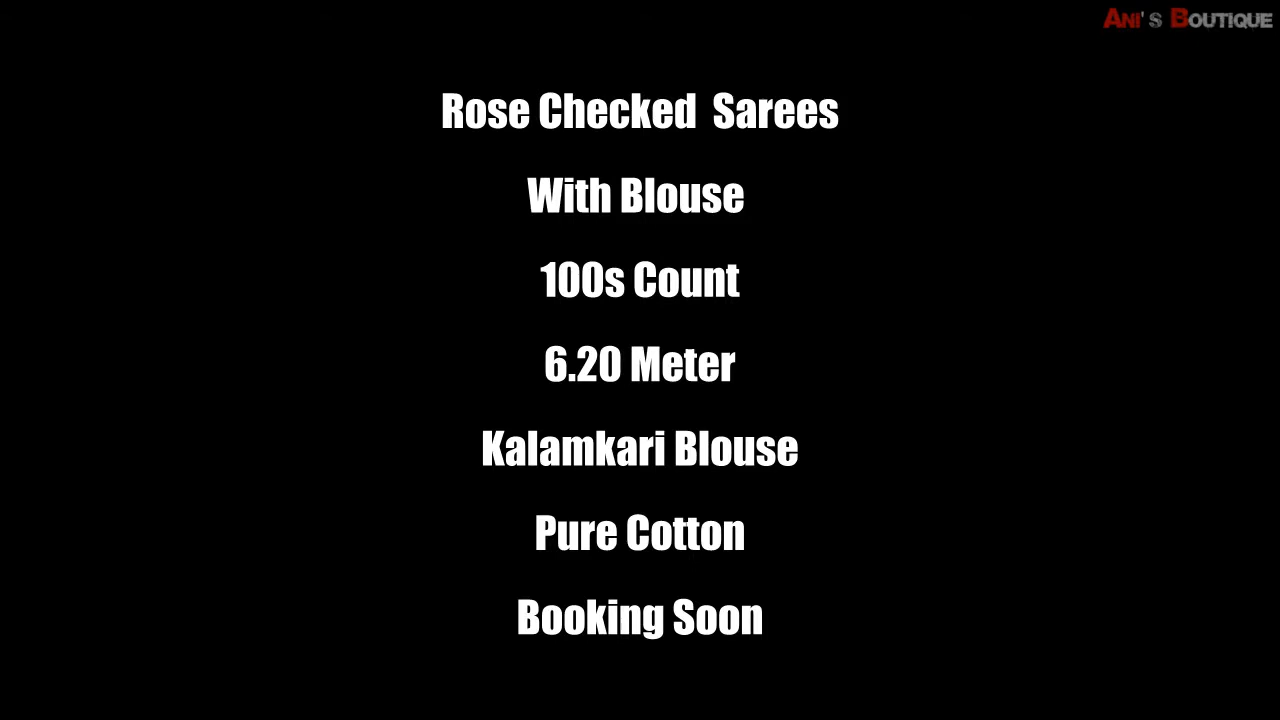 Ani's Boutique
Rose Checked Sarees
With Blouse
100s Count
6.20 Meter
Kalamkari Blouse
Pure Cotton
Booking Soon